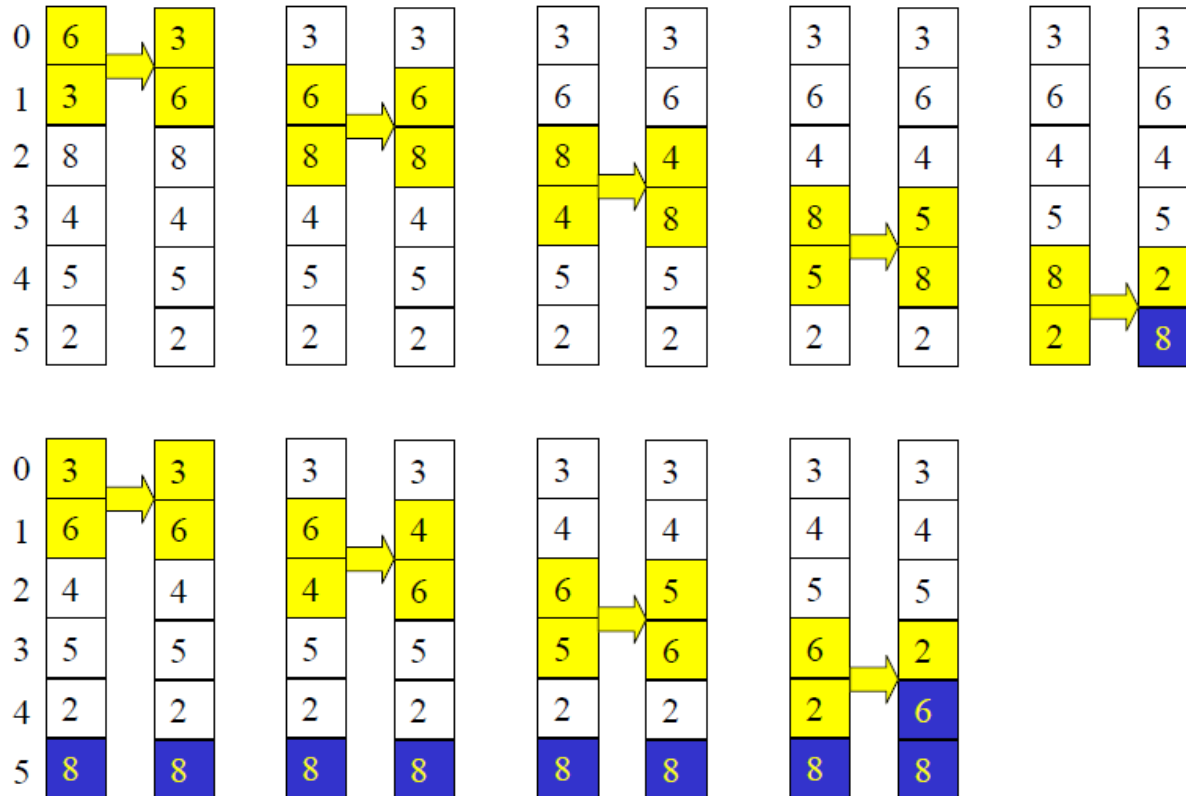 0 6 3 3 3 3 3 3 3 3 3
1 3 6 6 6 6 6 6 6 6 6
2 8 8 8 8 8 4 4 4 4 4
3 4 4 4 4 4 8 8 5 5 5
4 5 5 5 5 5 5 5 8 8 2
5 2 2 2 2 2 2 2 2 2 8
0 3 3 3 3 3 3 3 3
1 6 6 6 4 4 4 4 4
2 4 4 4 6 6 5 5 5
3 5 5 5 5 5 6 6 2
4 2 2 2 2 2 2 2 6
5 8 8 8 8 8 8 8 8